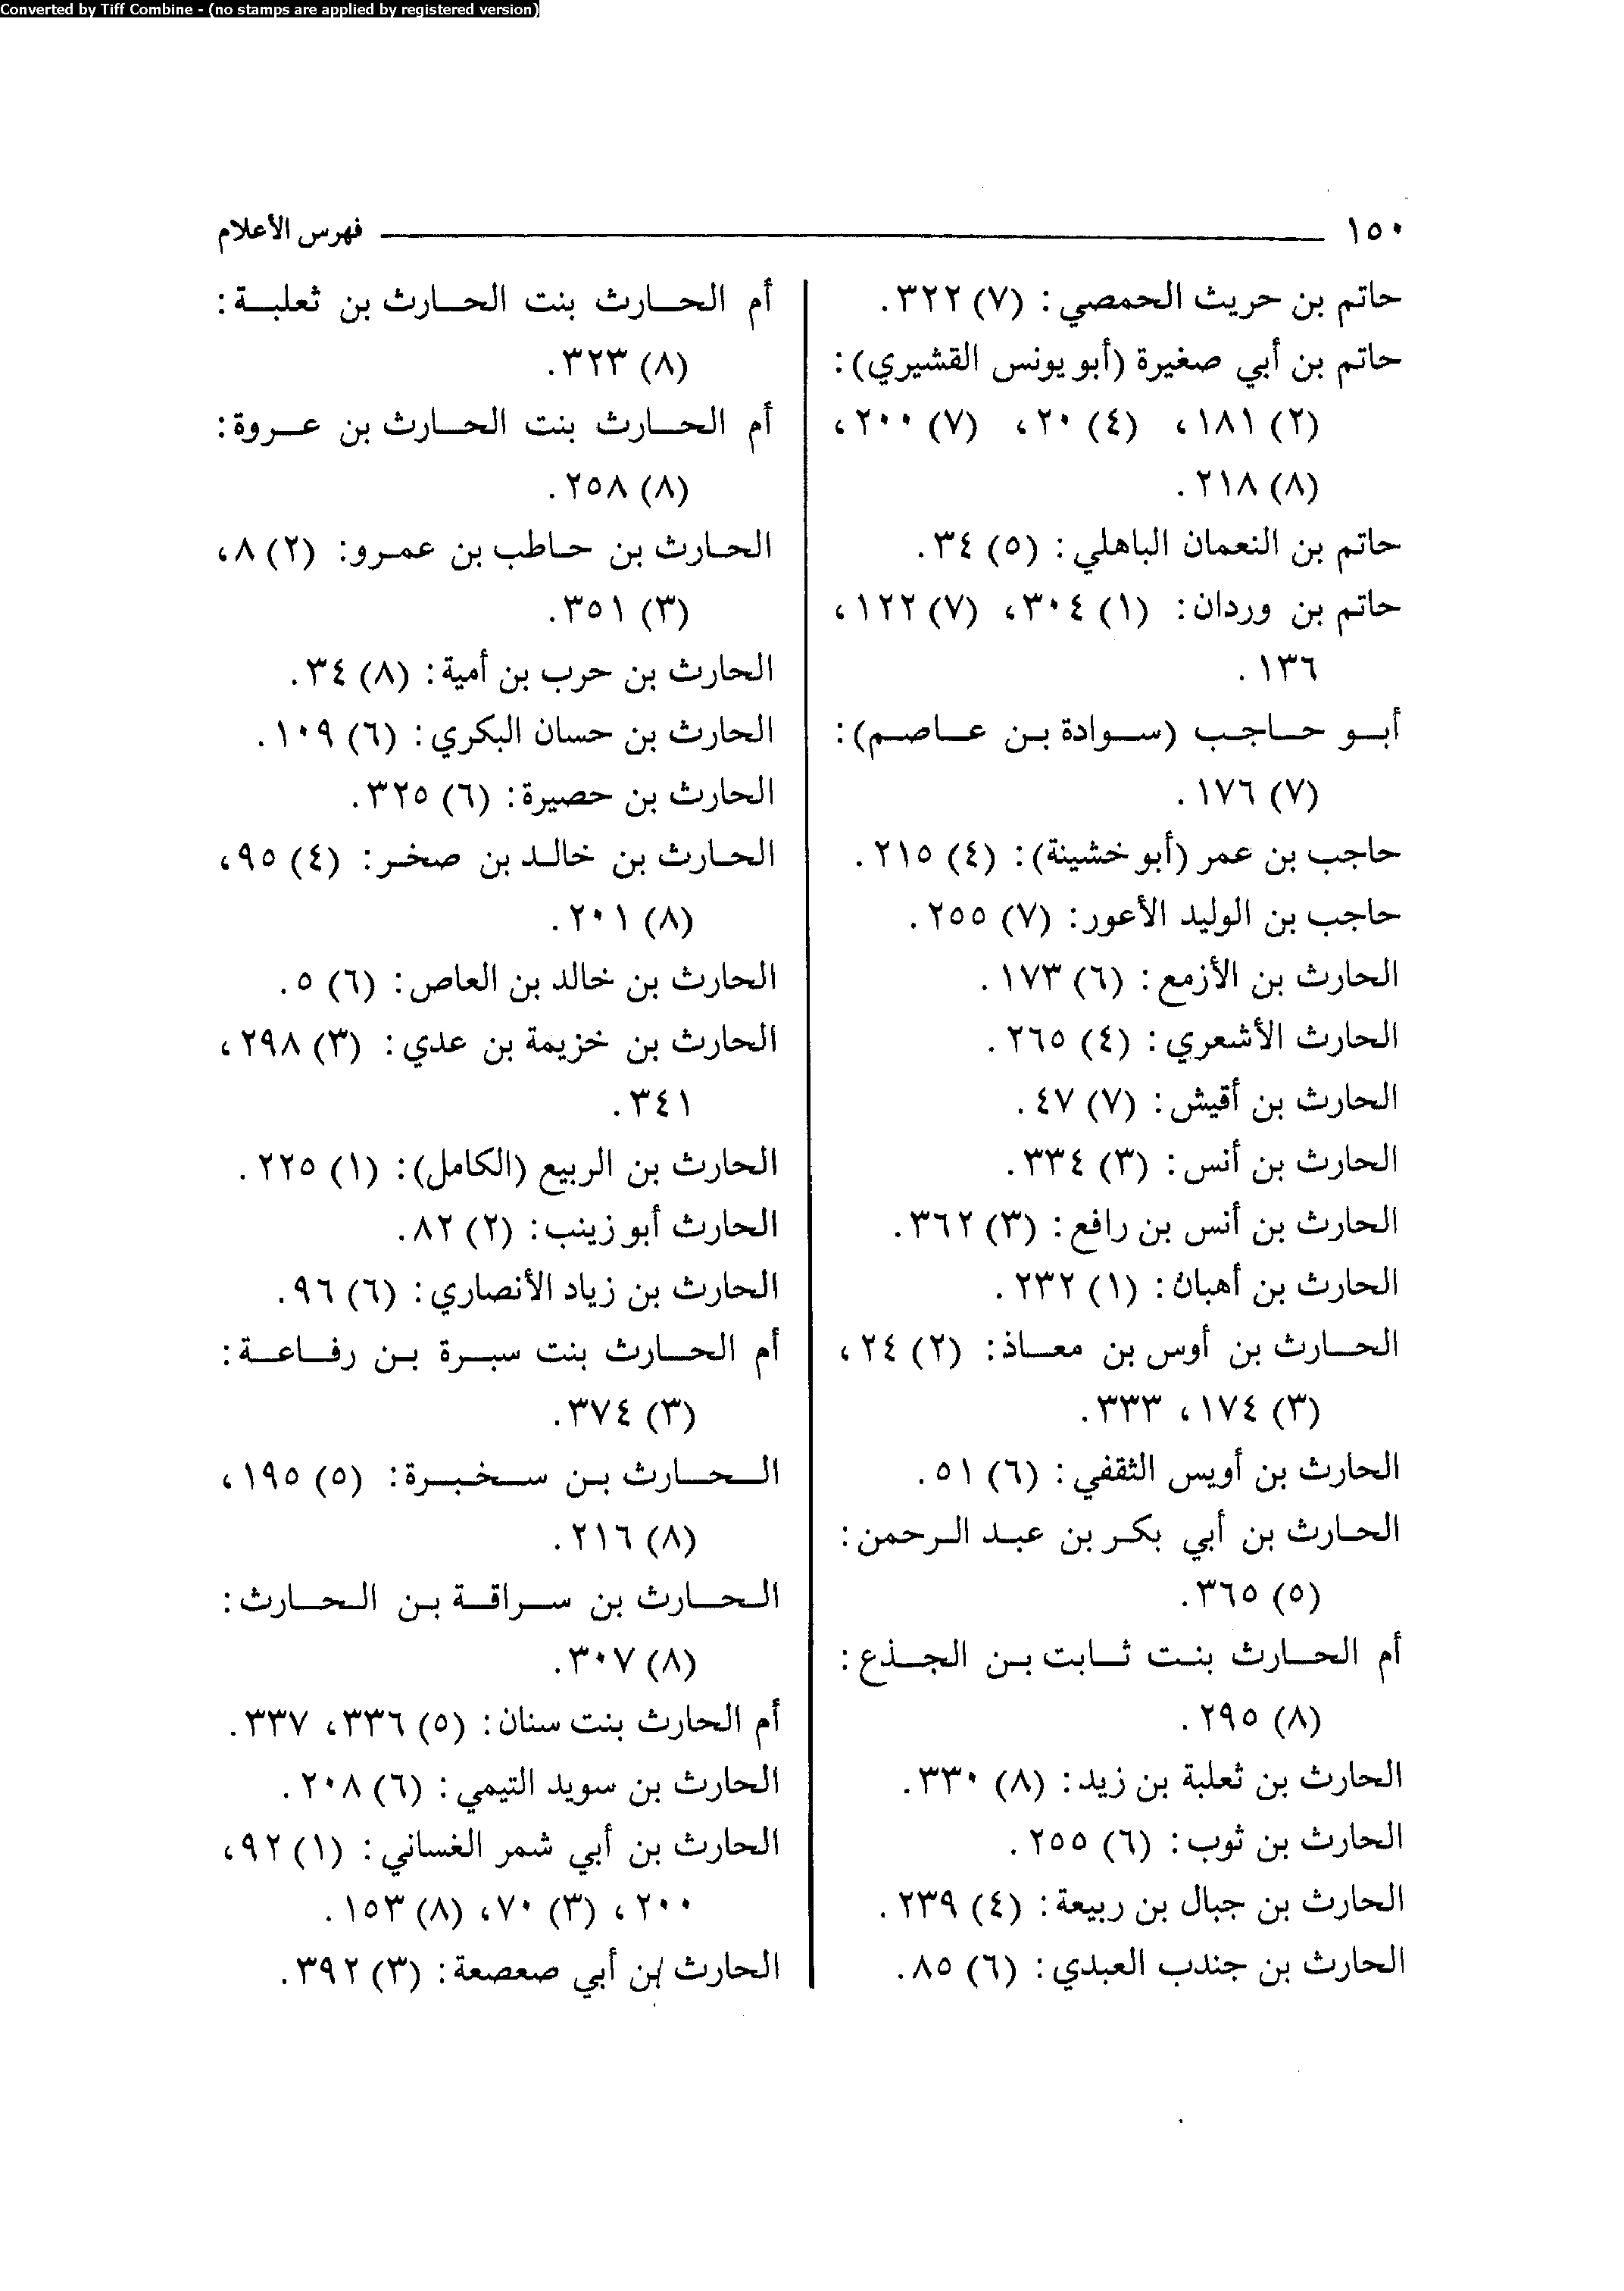 Converted by Tiff Combine - (no stamps are applied by registered version)
١٥٠ فهرس الأعلام
حاتم بن حريث الحمصي: (٧) ٣٢٢.
حاتم بن أبي صغيرة (أبو يونس القشيري):
(٢) ١٨١، (٤) ٢٠، (٧) ٢٠٠،
(٨) ٢١٨.
حاتم بن النعمان الباهلي: (٥) ٣٤.
حاتم بن وردان: (١) ٣٠٤، (٧) ١٢٢،
١٣٦.
أبو حاجب (سوادة بن عاصم):
(٧) ١٧٦.
حاجب بن عمر (أبو خشينة): (٤) ٢١٥.
حاجب بن الوليد الأعور: (٧) ٢٥٥.
الحارث بن الأزمع: (٦) ١٧٣.
الحارث الأشعري: (٤) ٢٦٥.
الحارث بن أقيش: (٧) ٤٧.
الحارث بن أنس: (٣) ٣٣٤.
الحارث بن أنس بن رافع: (٣) ٣٦٢.
الحارث بن أهبان: (١) ٢٣٢.
الحارث بن أوس بن معاذ: (٢) ٢٤،
(٣) ١٧٤، ٣٣٣.
الحارث بن أويس الثقفي: (٦) ٥١.
الحارث بن أبي بكر بن عبد الرحمن:
(٥) ٣٦٥.
أم الحارث بنت ثابت بن الجذع:
(٨) ٢٩٥.
الحارث بن ثعلبة بن زيد: (٨) ٣٣٠.
الحارث بن ثوب: (٦) ٢٥٥.
الحارث بن جبال بن ربيعة: (٤) ٢٣٩.
الحارث بن جندب العبدي: (٦) ٨٥.
أم الحارث بنت الحارث بن ثعلبة:
(٨) ٣٢٣.
أم الحارث بنت الحارث بن عروة:
(٨) ٢٥٨.
الحارث بن حاطب بن عمرو: (٢) ٨،
(٣) ٣٥١.
الحارث بن حرب بن أمية: (٨) ٣٤.
الحارث بن حسان البكري: (٦) ١٠٩.
الحارث بن حصيرة: (٦) ٣٢٥.
الحارث بن خالد بن صخر: (٤) ٩٥،
(٨) ٢٠١.
الحارث بن خالد بن العاص: (٦) ٥.
الحارث بن خزيمة بن عدي: (٣) ٢٩٨،
٣٤١.
الحارث بن الربيع (الكامل): (١) ٢٢٥.
الحارث أبو زينب: (٢) ٨٢.
الحارث بن زياد الأنصاري: (٦) ٩٦.
أم الحارث بنت سبرة بن رفاعة:
(٣) ٣٧٤.
الحارث بن سخبرة: (٥) ١٩٥،
(٨) ٢١٦.
الحارث بن سراقة بن الحارث:
(٨) ٣٠٧.
أم الحارث بنت سنان: (٥) ٣٣٦، ٣٣٧.
الحارث بن سويد التيمي: (٦) ٢٠٨.
الحارث بن أبي شمر الغساني: (١) ٩٢،
٢٠٠، (٣) ٧٠، (٨) ١٥٣.
الحارث بن أبي صعصعة: (٣) ٣٩٢.